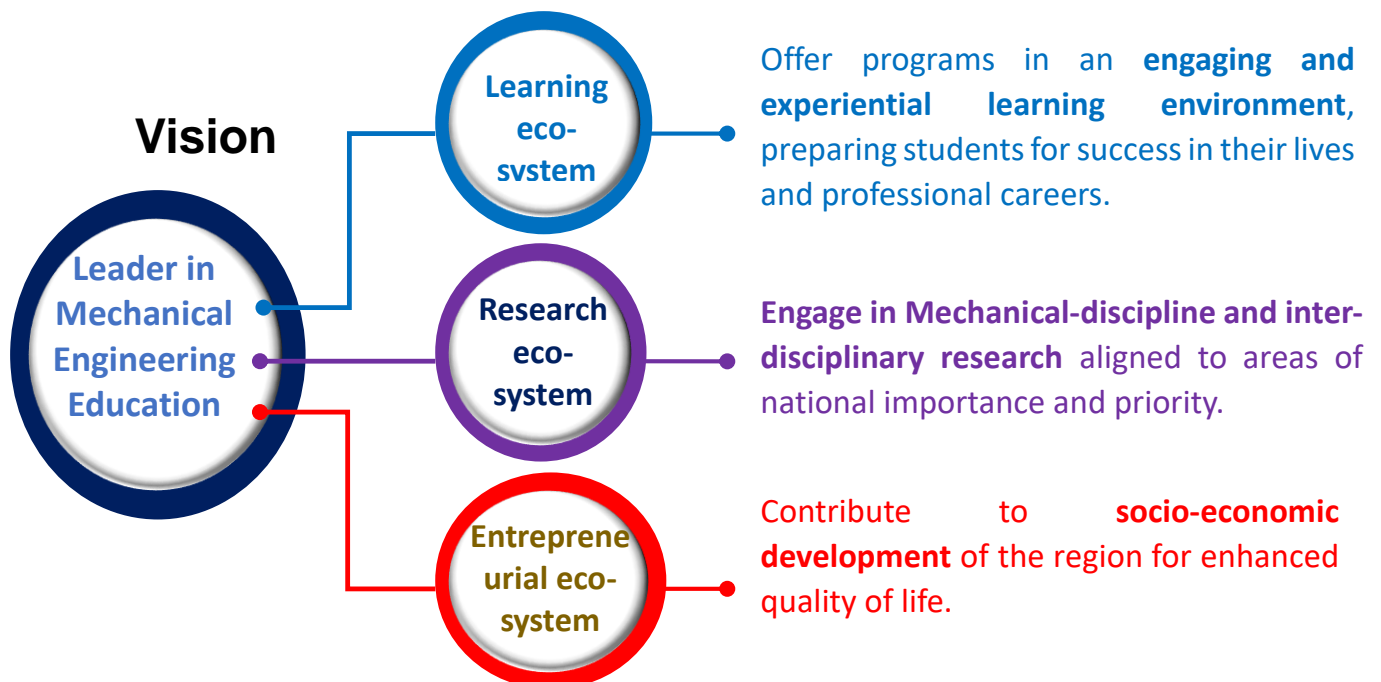 Vision
Leader in
Mechanical
Engineering
Education
Learning
eco-
system
Offer programs in an engaging and
experiential learning environment,
preparing students for success in their lives
and professional careers.
Research
eco-
system
Engage in Mechanical-discipline and inter-
disciplinary research aligned to areas of
national importance and priority.
Entreprene
urial eco-
system
Contribute to socio-economic
development of the region for enhanced
quality of life.